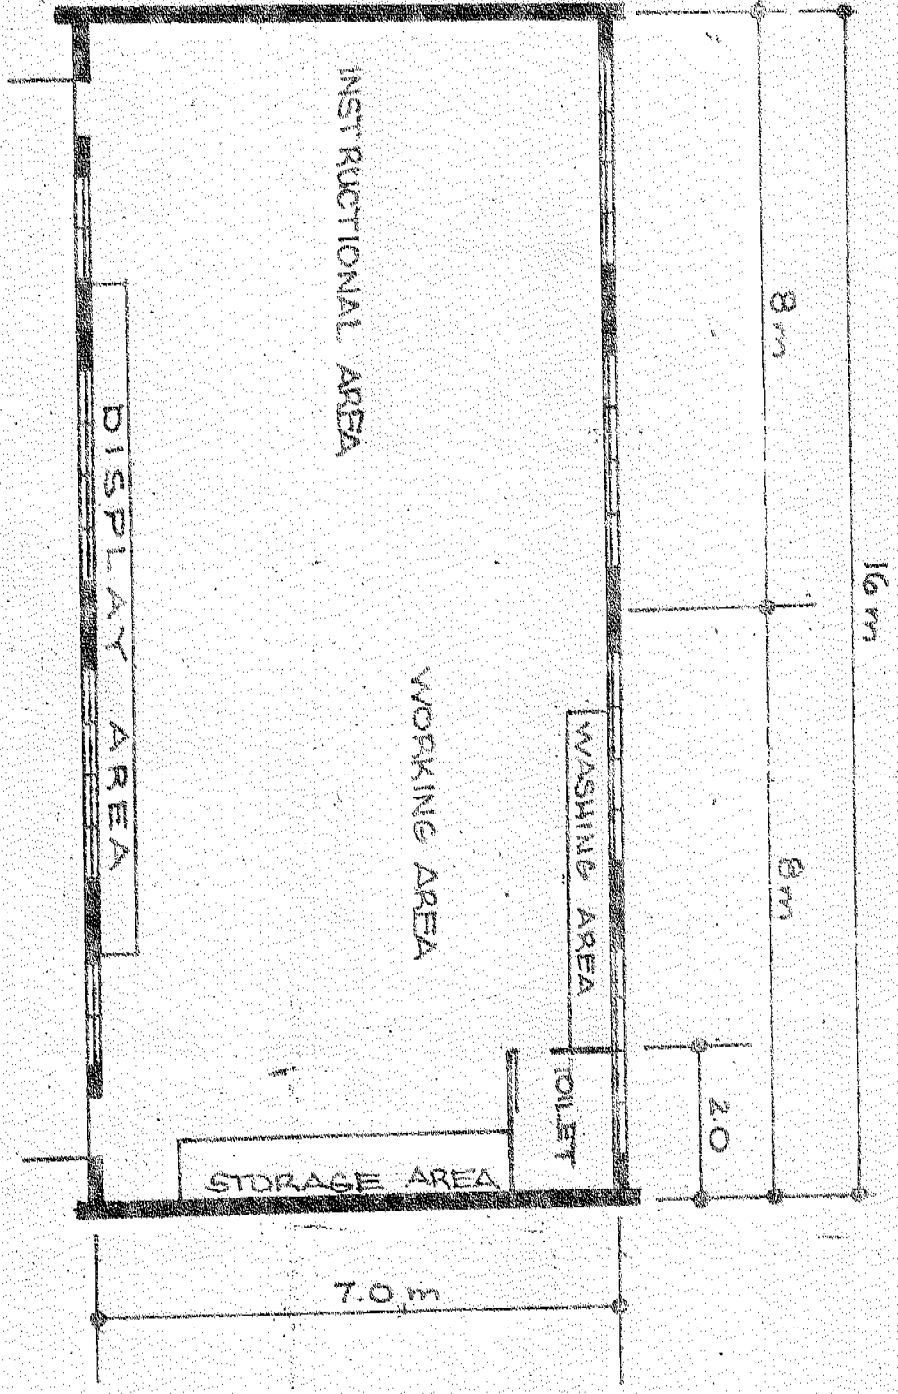 INSTRUCTIONAL AREA
8 m
16 m
DISPLAY AREA
WORKING AREA
WASHING AREA
8 m
TOILET
2.0
STORAGE AREA
7.0 m